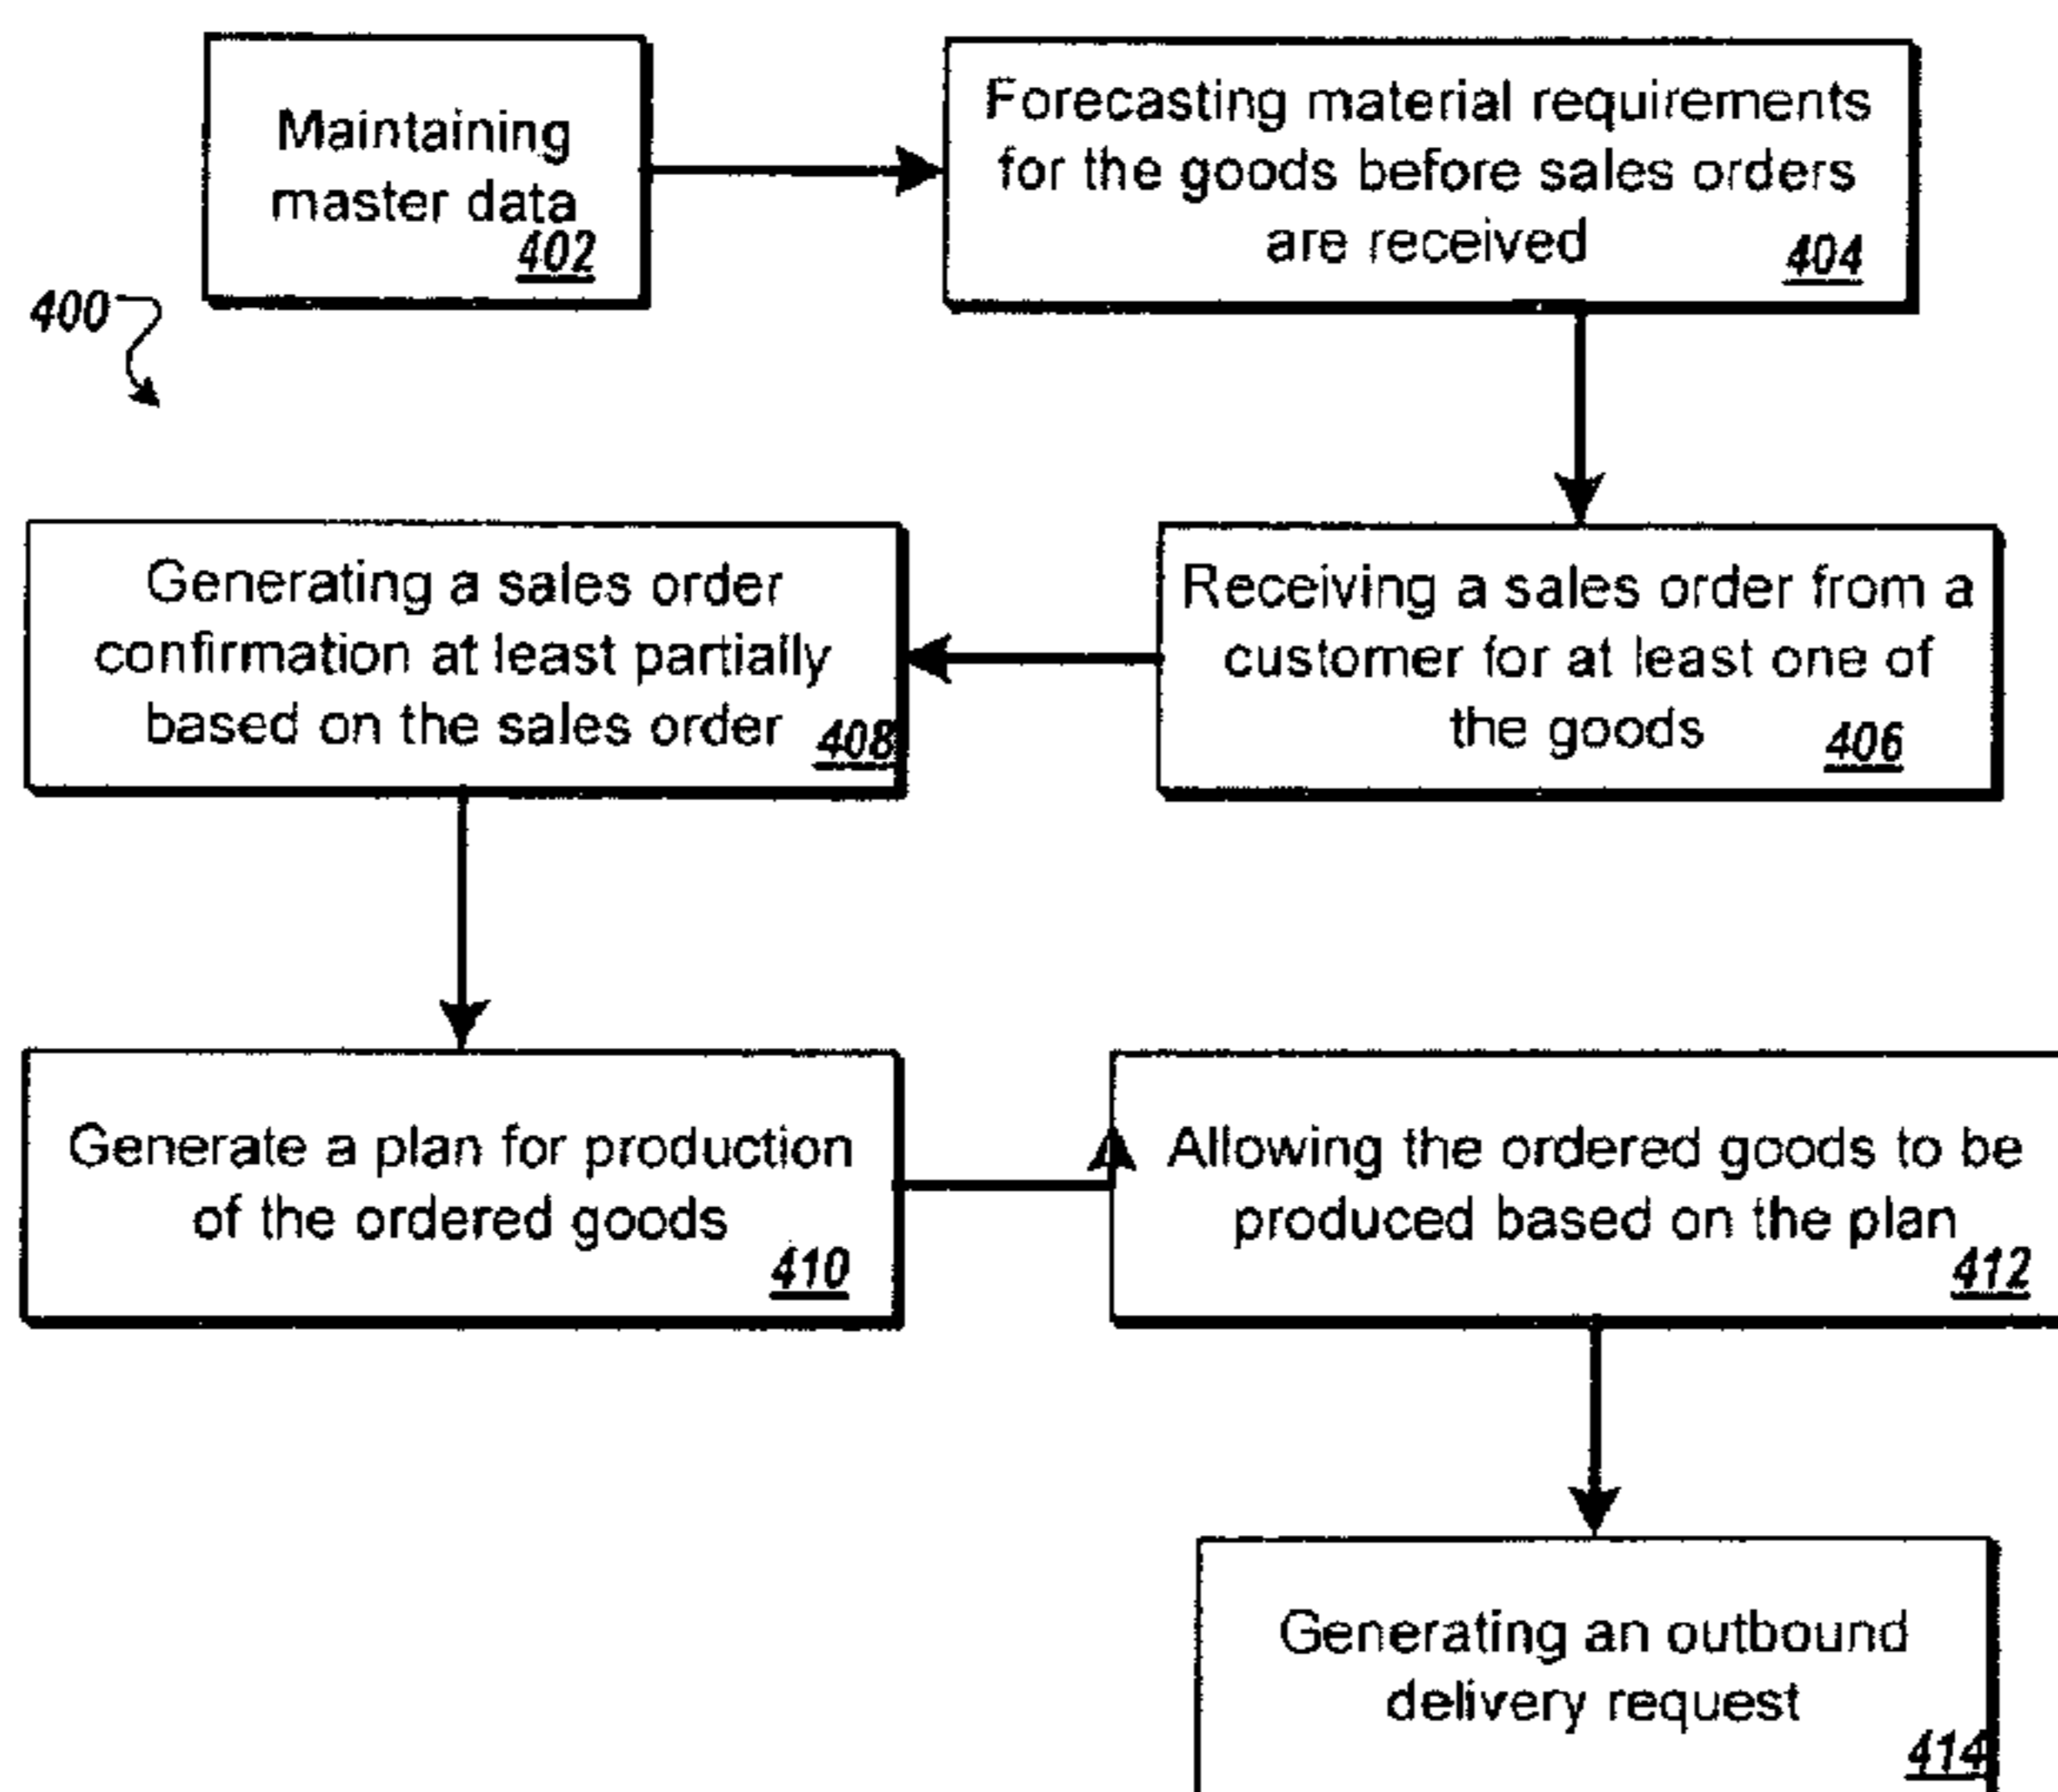 Maintaining
master data
402
Forecasting material requirements
for the goods before sales orders
are received
404
400
Receiving a sales order from a
customer for at least one of
the goods
406
Generating a sales order
confirmation at least partially
based on the sales order
408
Generate a plan for production
of the ordered goods
410
Allowing the ordered goods to be
produced based on the plan
412
Generating an outbound
delivery request
414